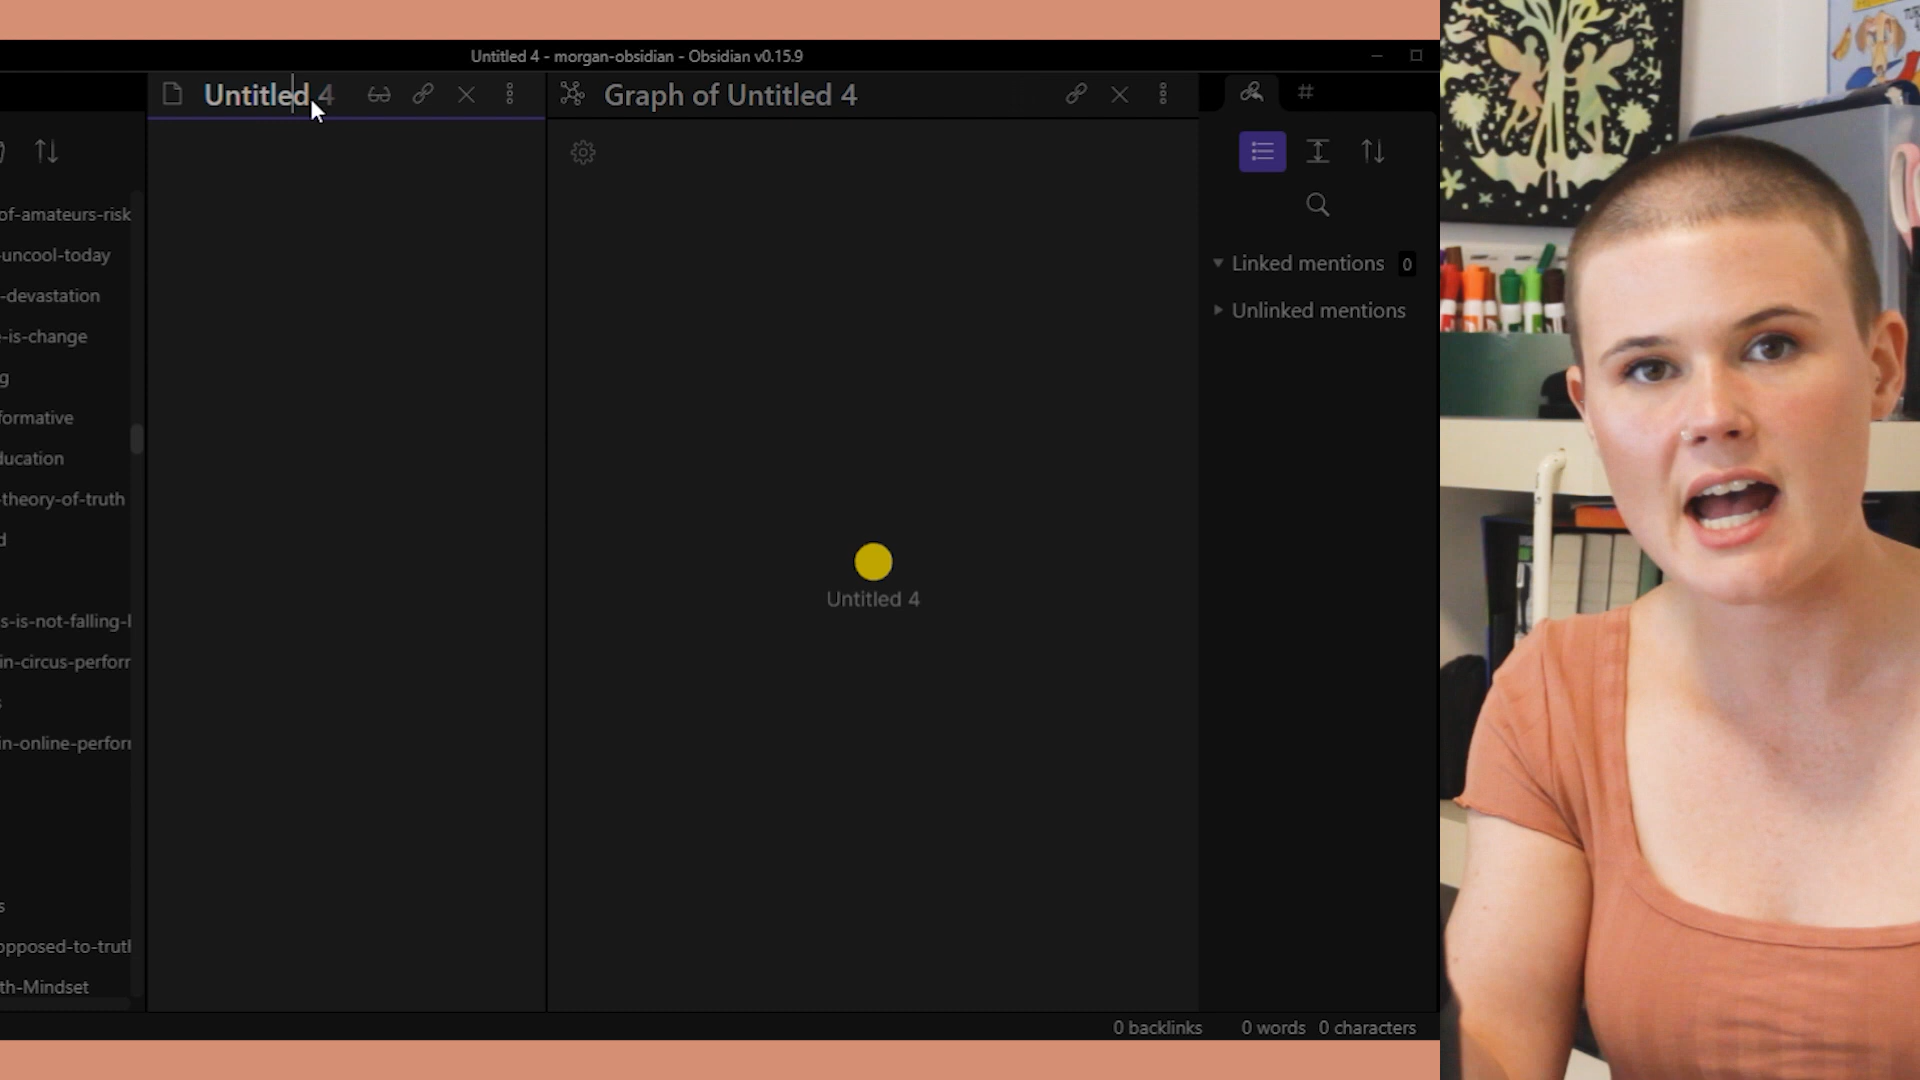 Untitled 4 - morgan-obsidian - Obsidian v0.15.9
Untitled 4
Graph of Untitled 4
#
of-amateurs-risk
-uncool-today
-devastation
-is-change
g
formative
ducation
-theory-of-truth
d
s-is-not-falling-l
in-circus-perforr
s
in-online-perforr
s
opposed-to-trutl
th-Mindset
Untitled 4
Linked mentions 0
Unlinked mentions
0 backlinks 0 words 0 characters